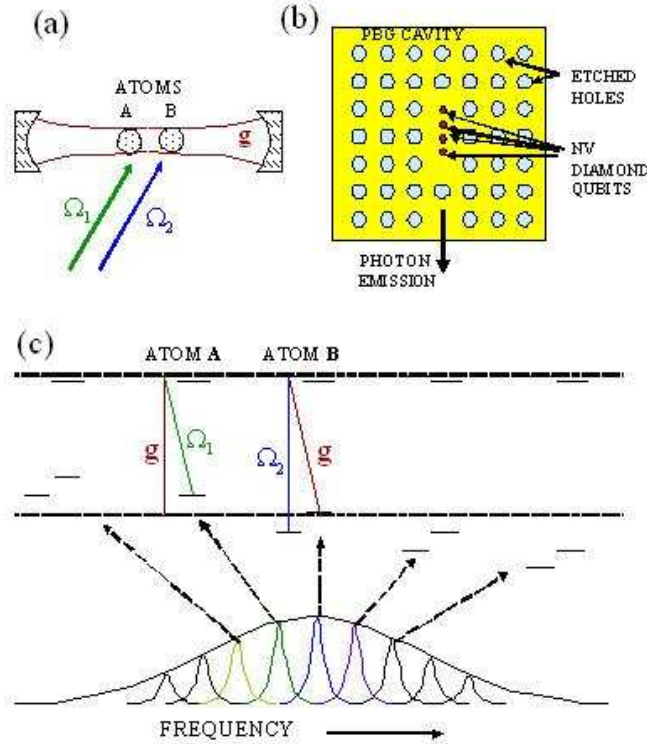 (a)
ATOMS
A B
g
Ω1
Ω2
(b)
PBG CAVITY
ETCHED
HOLES
NV
DIAMOND
QUBITS
PHOTON
EMISSION
(c)
ATOM A
ATOM B
g
Ω1
Ω2
g
FREQUENCY